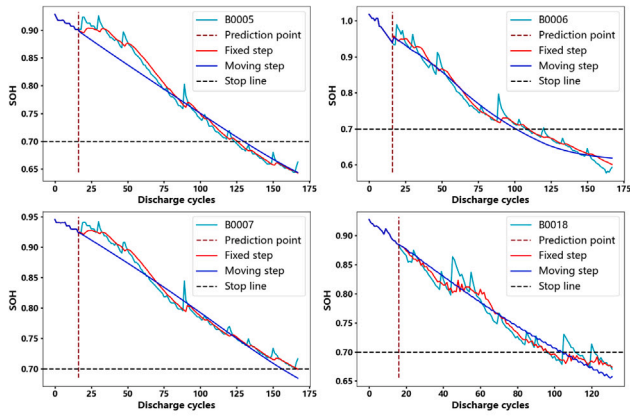 B0005
Prediction point
Fixed step
Moving step
Stop line
SOH
0.90
0.85
0.80
0.75
0.70
0.65
0 25 50 75 100 125 150 175
Discharge cycles
B0006
Prediction point
Fixed step
Moving step
Stop line
SOH
1.0
0.9
0.8
0.7
0.6
0 25 50 75 100 125 150 175
Discharge cycles
B0007
Prediction point
Fixed step
Moving step
Stop line
SOH
0.95
0.90
0.85
0.80
0.75
0.70
0 25 50 75 100 125 150 175
Discharge cycles
B0018
Prediction point
Fixed step
Moving step
Stop line
SOH
0.90
0.85
0.80
0.75
0.70
0.65
0 20 40 60 80 100 120
Discharge cycles